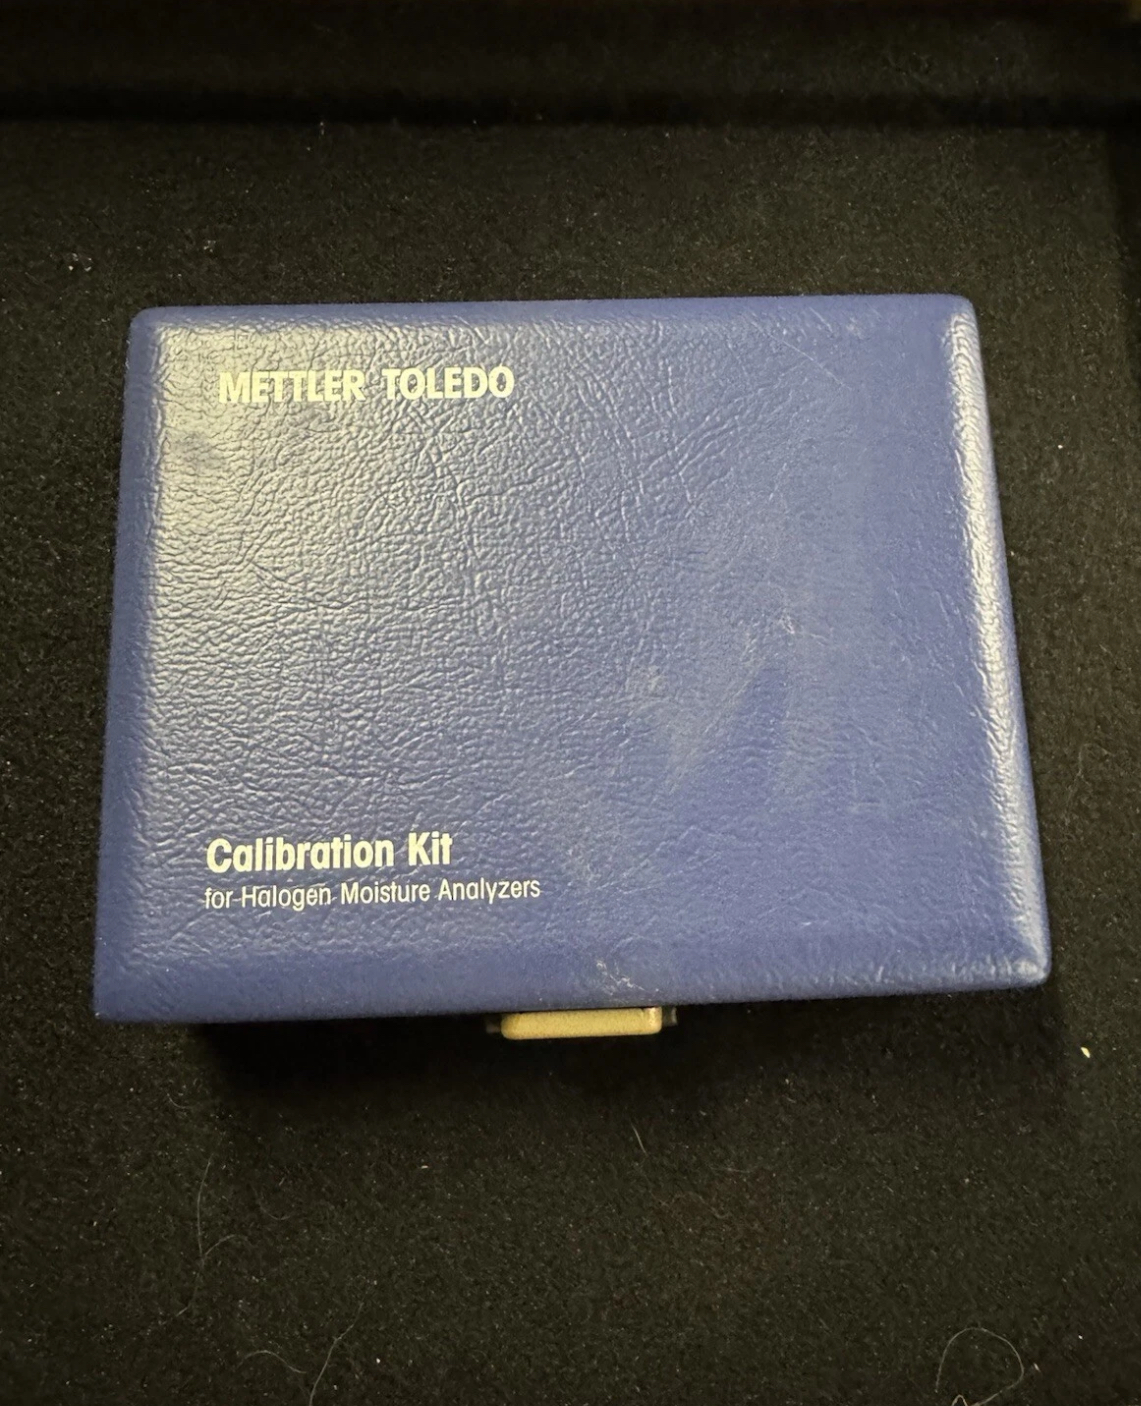 METTLER TOLEDO
Calibration Kit
for Halogen Moisture Analyzers